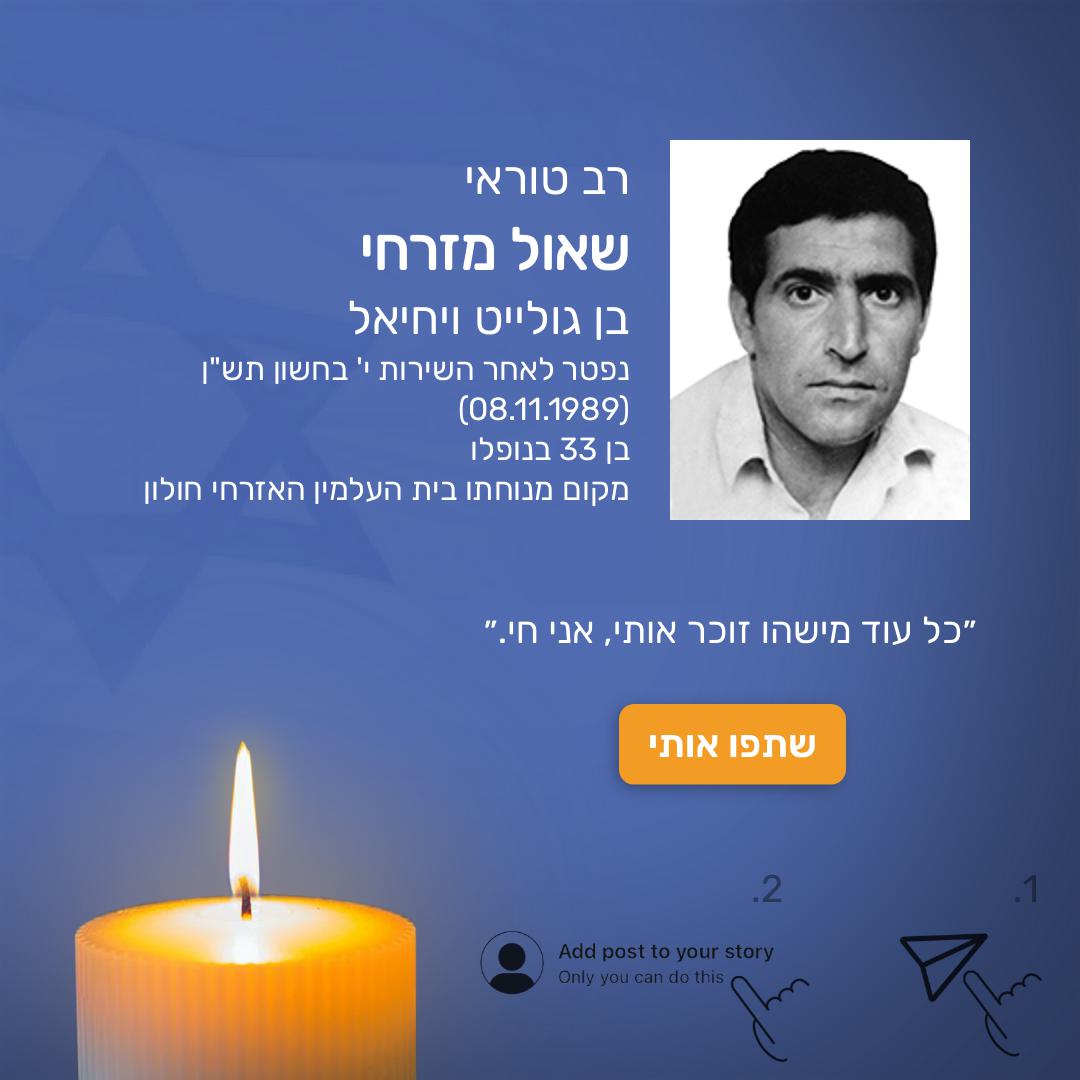 רב טוראי
שאול מזרחי
בן גולייט ויחיאל
נפטר לאחר השירות י' בחשון תש"ן
(08.11.1989)
בן 33 בנופלו
מקום מנוחתו בית העלמין האזרחי חולון
״כל עוד מישהו זוכר אותי, אני חי.״
שתפו אותי
1.
2.
Add post to your story
Only you can do this